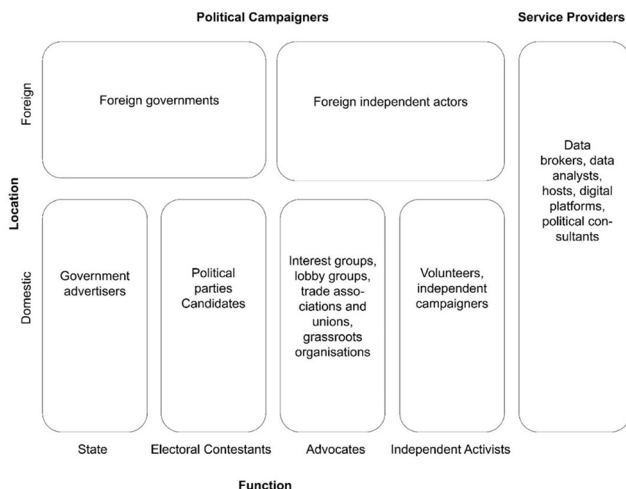 Political Campaigners
Service Providers
Foreign
Foreign governments
Foreign independent actors
Data
brokers, data
analysts,
hosts, digital
platforms,
political con-
sultants
Location
Domestic
Government
advertisers
Political
parties
Candidates
Interest groups,
lobby groups,
trade asso-
ciations and
unions,
grassroots
organisations
Volunteers,
independent
campaigners
State
Electoral Contestants
Advocates
Independent Activists
Function